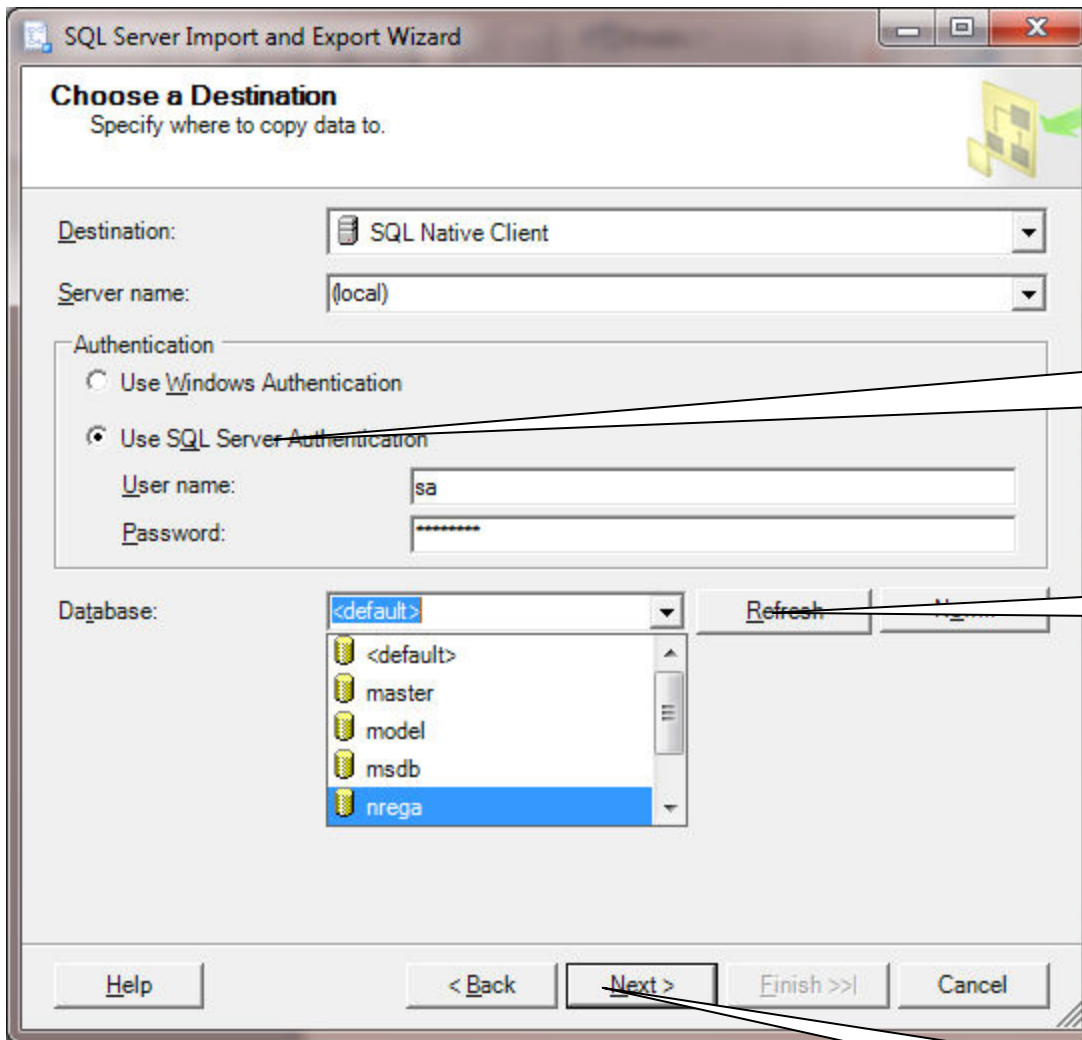 SQL Server Import and Export Wizard
Choose a Destination
Specify where to copy data to.
Destination:
SQL Native Client
Server name:
(local)
Authentication
Use Windows Authentication
Use SQL Server Authentication
User name:
sa
Password:
********
Database:
<default>
Refresh
<default>
master
model
msdb
nrega
Help
< Back
Next >
Finish >>|
Cancel